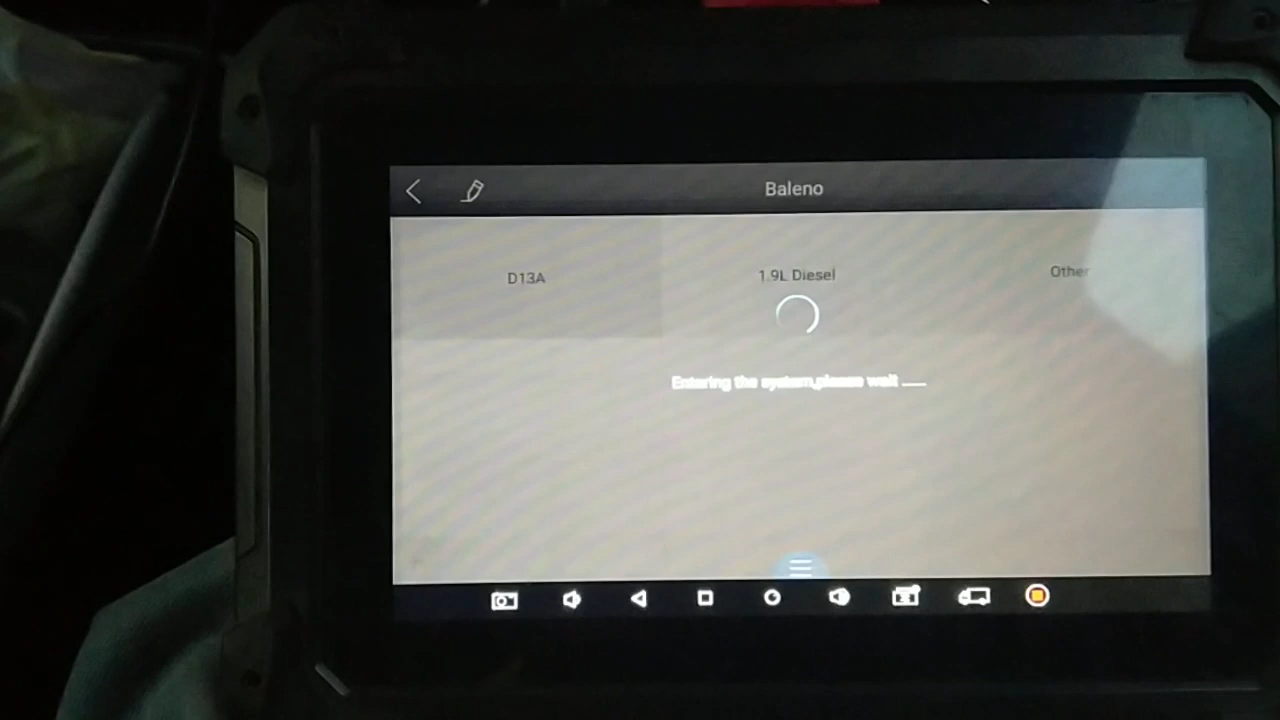 Baleno
D13A
1.9L Diesel
Other
Entering the system,please wait ......